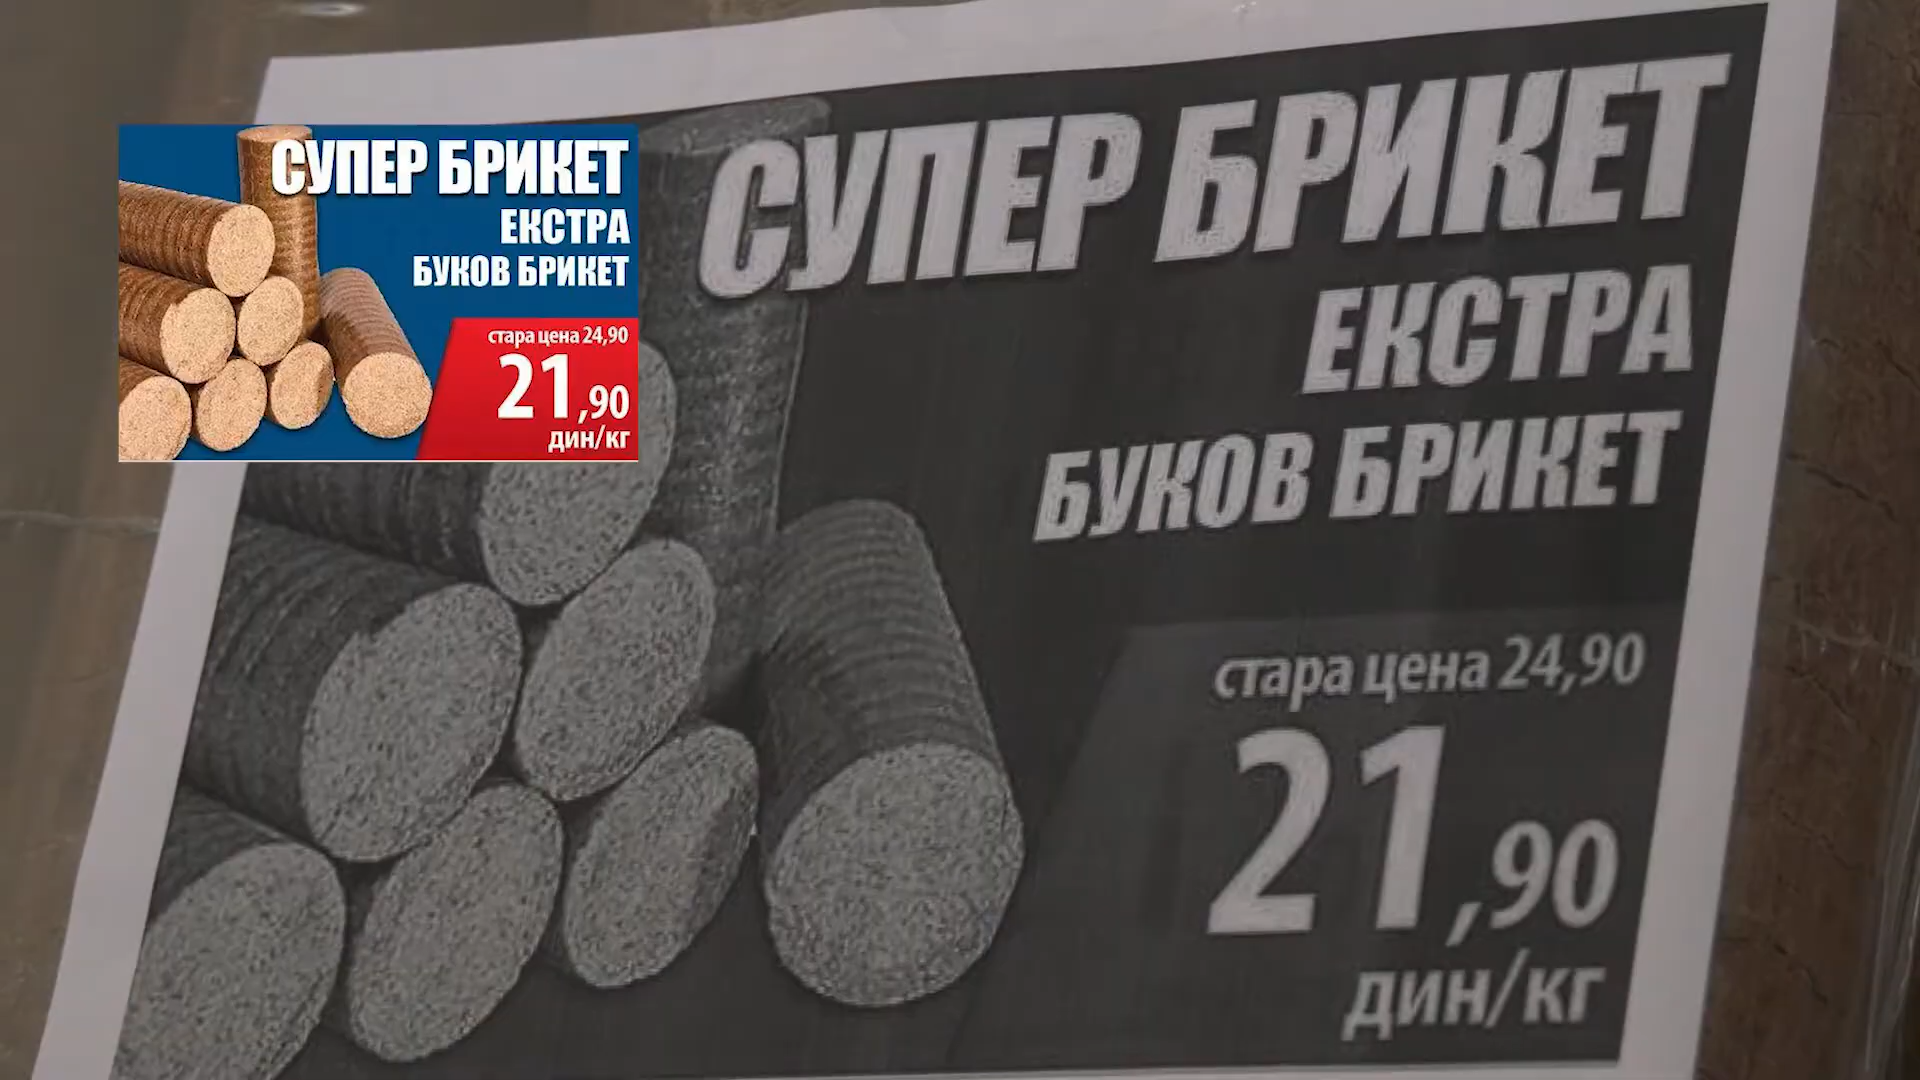 СУПЕР БРИКЕТ
ЕКСТРА
БУКОВ БРИКЕТ
стара цена 24,90
21,90
дин/кг
СУПЕР БРИКЕТ
ЕКСТРА
БУКОВ БРИКЕТ
стара цена 24,90
21,90
дин/кг